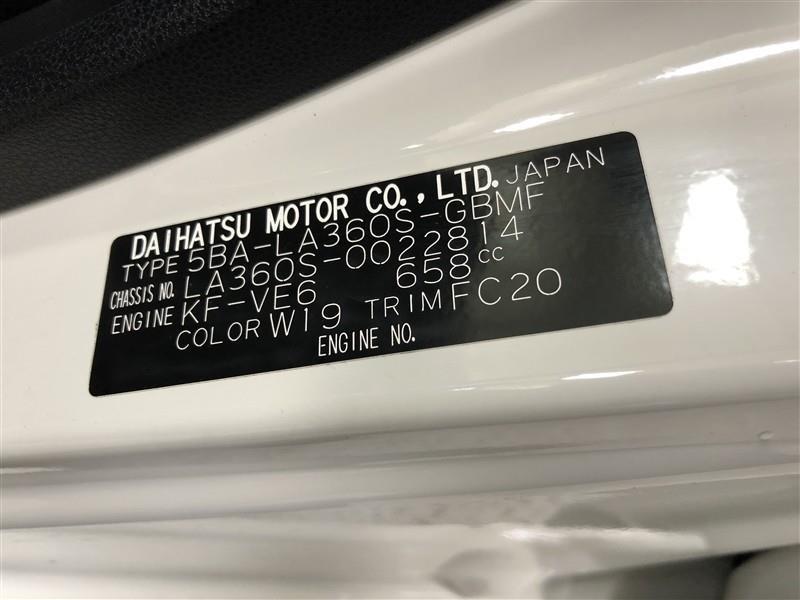 DAIHATSU MOTOR CO., LTD. JAPAN
TYPE 5BA-LA360S-GBMF
CHASSIS NO. LA360S-0022814
ENGINE KF-VE6 658cc
COLOR W19 TRIM FC20
ENGINE NO.